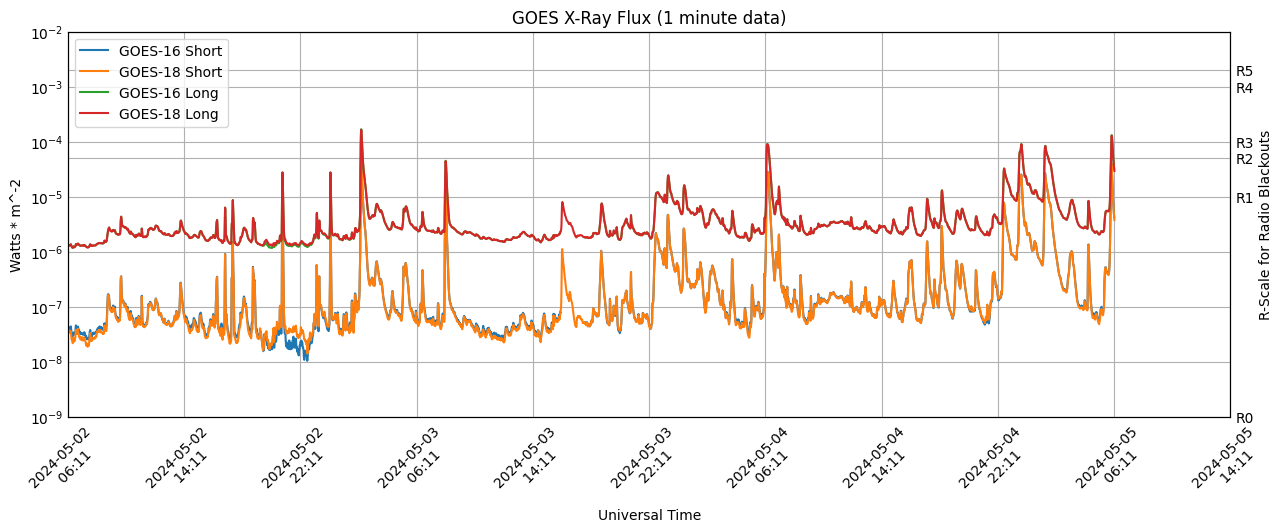 GOES X-Ray Flux (1 minute data)
GOES-16 Short
GOES-18 Short
GOES-16 Long
GOES-18 Long
10^-2
10^-3
10^-4
10^-5
10^-6
10^-7
10^-8
10^-9
Watts * m^-2
R5
R4
R3
R2
R1
R0
R-Scale for Radio Blackouts
2024-05-02
06:11
2024-05-02
14:11
2024-05-02
22:11
2024-05-03
06:11
2024-05-03
14:11
2024-05-03
22:11
2024-05-04
06:11
2024-05-04
14:11
2024-05-04
22:11
2024-05-05
06:11
2024-05-05
14:11
Universal Time